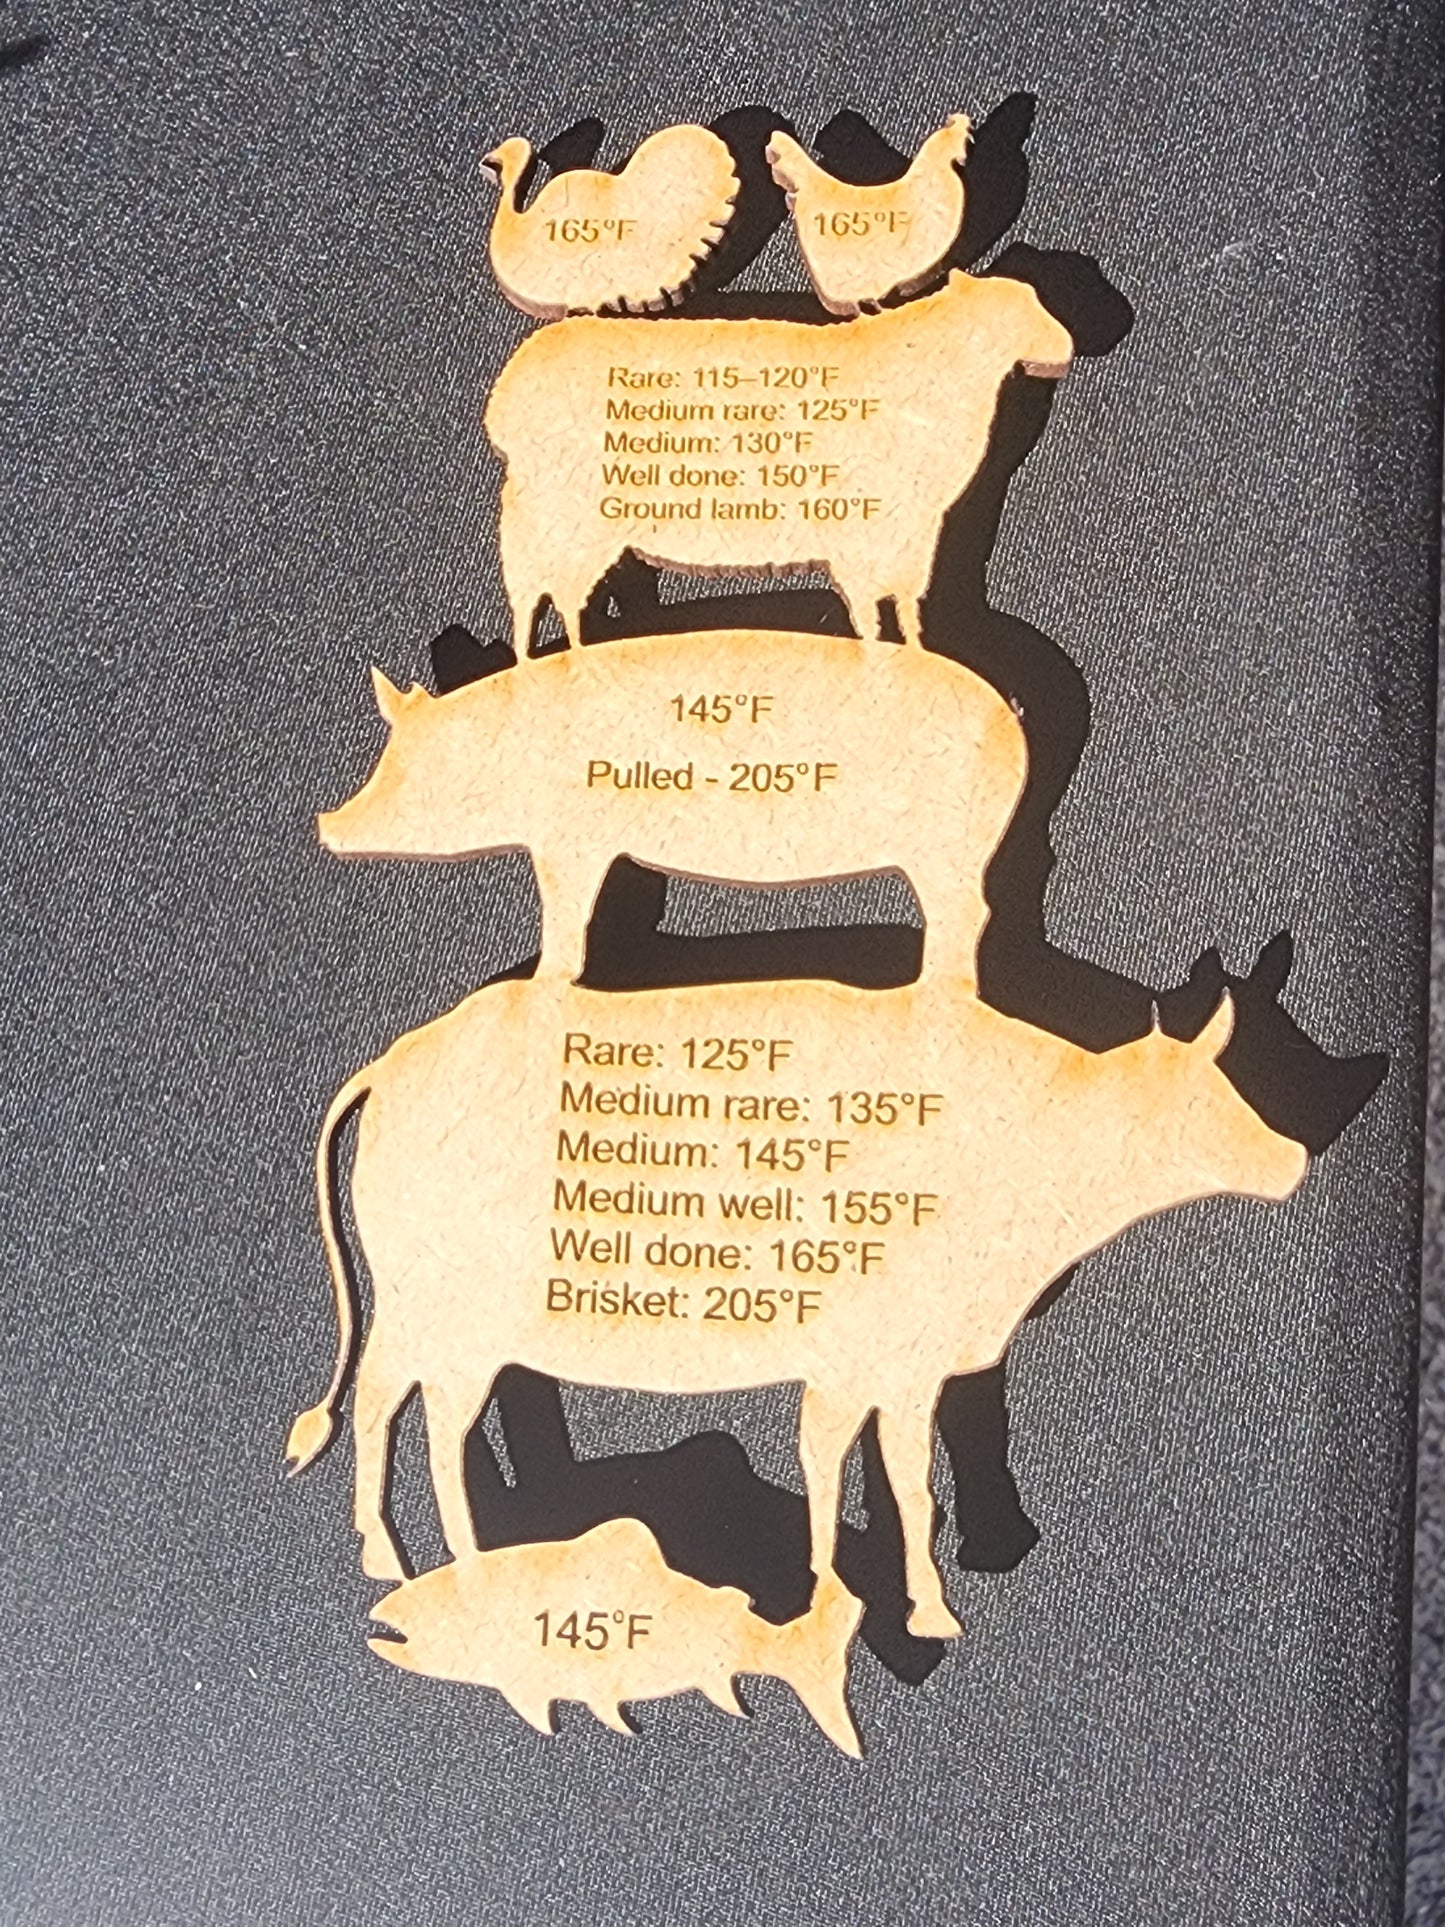 165°F
165°F
Rare: 115–120°F
Medium rare: 125°F
Medium: 130°F
Well done: 150°F
Ground lamb: 160°F
145°F
Pulled - 205°F
Rare: 125°F
Medium rare: 135°F
Medium: 145°F
Medium well: 155°F
Well done: 165°F
Brisket: 205°F
145°F